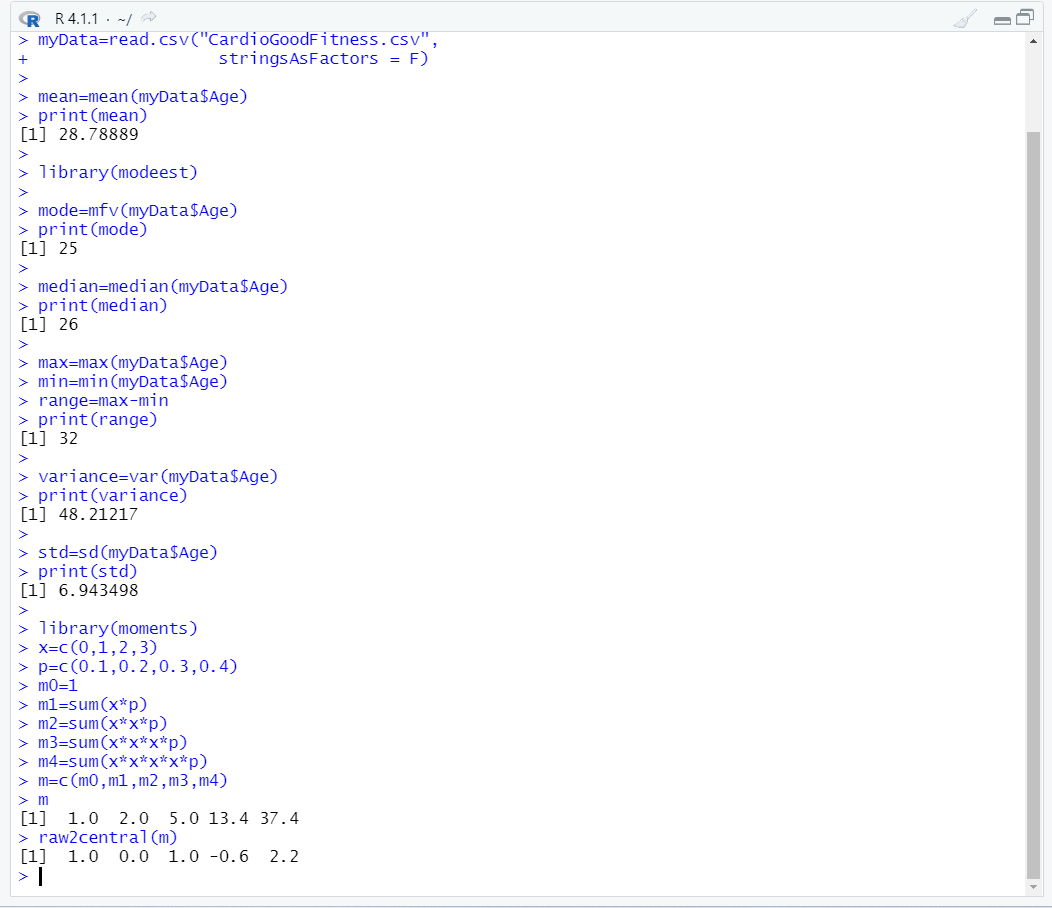 R R 4.1.1 · ~/
> myData=read.csv("CardioGoodFitness.csv",
+                    stringsAsFactors = F)
>
> mean=mean(myData$Age)
> print(mean)
[1] 28.78889
>
> library(modeest)
>
> mode=mfv(myData$Age)
> print(mode)
[1] 25
>
> median=median(myData$Age)
> print(median)
[1] 26
>
> max=max(myData$Age)
> min=min(myData$Age)
> range=max-min
> print(range)
[1] 32
>
> variance=var(myData$Age)
> print(variance)
[1] 48.21217
>
> std=sd(myData$Age)
> print(std)
[1] 6.943498
>
> library(moments)
> x=c(0,1,2,3)
> p=c(0.1,0.2,0.3,0.4)
> m0=1
> m1=sum(x*p)
> m2=sum(x*x*p)
> m3=sum(x*x*x*p)
> m4=sum(x*x*x*x*p)
> m=c(m0,m1,m2,m3,m4)
> m
[1]  1.0  2.0  5.0 13.4 37.4
> raw2central(m)
[1]  1.0  0.0  1.0 -0.6  2.2
>